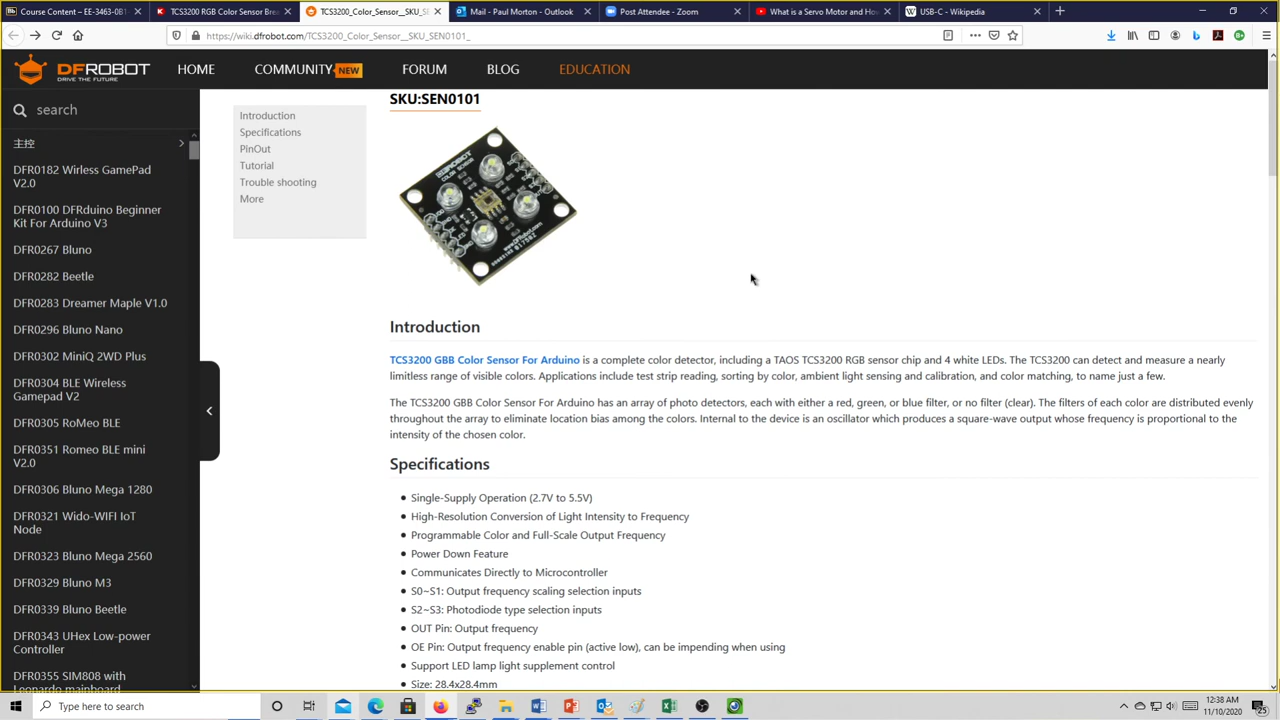 Course Content – EE-3463-0B1
TCS3200 RGB Color Sensor Brea
TCS3200_Color_Sensor__SKU_SE
Mail - Paul Morton - Outlook
Post Attendee - Zoom
What is a Servo Motor and Ho
USB-C - Wikipedia
https://wiki.dfrobot.com/TCS3200_Color_Sensor__SKU_SEN0101_
DFROBOT
DRIVE THE FUTURE
HOME
COMMUNITY NEW
FORUM
BLOG
EDUCATION
search
主控
DFR0182 Wirless GamePad
V2.0
DFR0100 DFRduino Beginner
Kit For Arduino V3
DFR0267 Bluno
DFR0282 Beetle
DFR0283 Dreamer Maple V1.0
DFR0296 Bluno Nano
DFR0302 MiniQ 2WD Plus
DFR0304 BLE Wireless
Gamepad V2
DFR0305 RoMeo BLE
DFR0351 Romeo BLE mini
V2.0
DFR0306 Bluno Mega 1280
DFR0321 Wido-WIFI IoT
Node
DFR0323 Bluno Mega 2560
DFR0329 Bluno M3
DFR0339 Bluno Beetle
DFR0343 UHex Low-power
Controller
DFR0355 SIM808 with
Leonardo mainboard
Introduction
Specifications
PinOut
Tutorial
Trouble shooting
More
SKU:SEN0101
Introduction
TCS3200 GBB Color Sensor For Arduino is a complete color detector, including a TAOS TCS3200 RGB sensor chip and 4 white LEDs. The TCS3200 can detect and measure a nearly
limitless range of visible colors. Applications include test strip reading, sorting by color, ambient light sensing and calibration, and color matching, to name just a few.
The TCS3200 GBB Color Sensor For Arduino has an array of photo detectors, each with either a red, green, or blue filter, or no filter (clear). The filters of each color are distributed evenly
throughout the array to eliminate location bias among the colors. Internal to the device is an oscillator which produces a square-wave output whose frequency is proportional to the
intensity of the chosen color.
Specifications
Single-Supply Operation (2.7V to 5.5V)
High-Resolution Conversion of Light Intensity to Frequency
Programmable Color and Full-Scale Output Frequency
Power Down Feature
Communicates Directly to Microcontroller
S0~S1: Output frequency scaling selection inputs
S2~S3: Photodiode type selection inputs
OUT Pin: Output frequency
OE Pin: Output frequency enable pin (active low), can be impending when using
Support LED lamp light supplement control
Size: 28.4x28.4mm
Type here to search
12:38 AM
11/10/2020
25